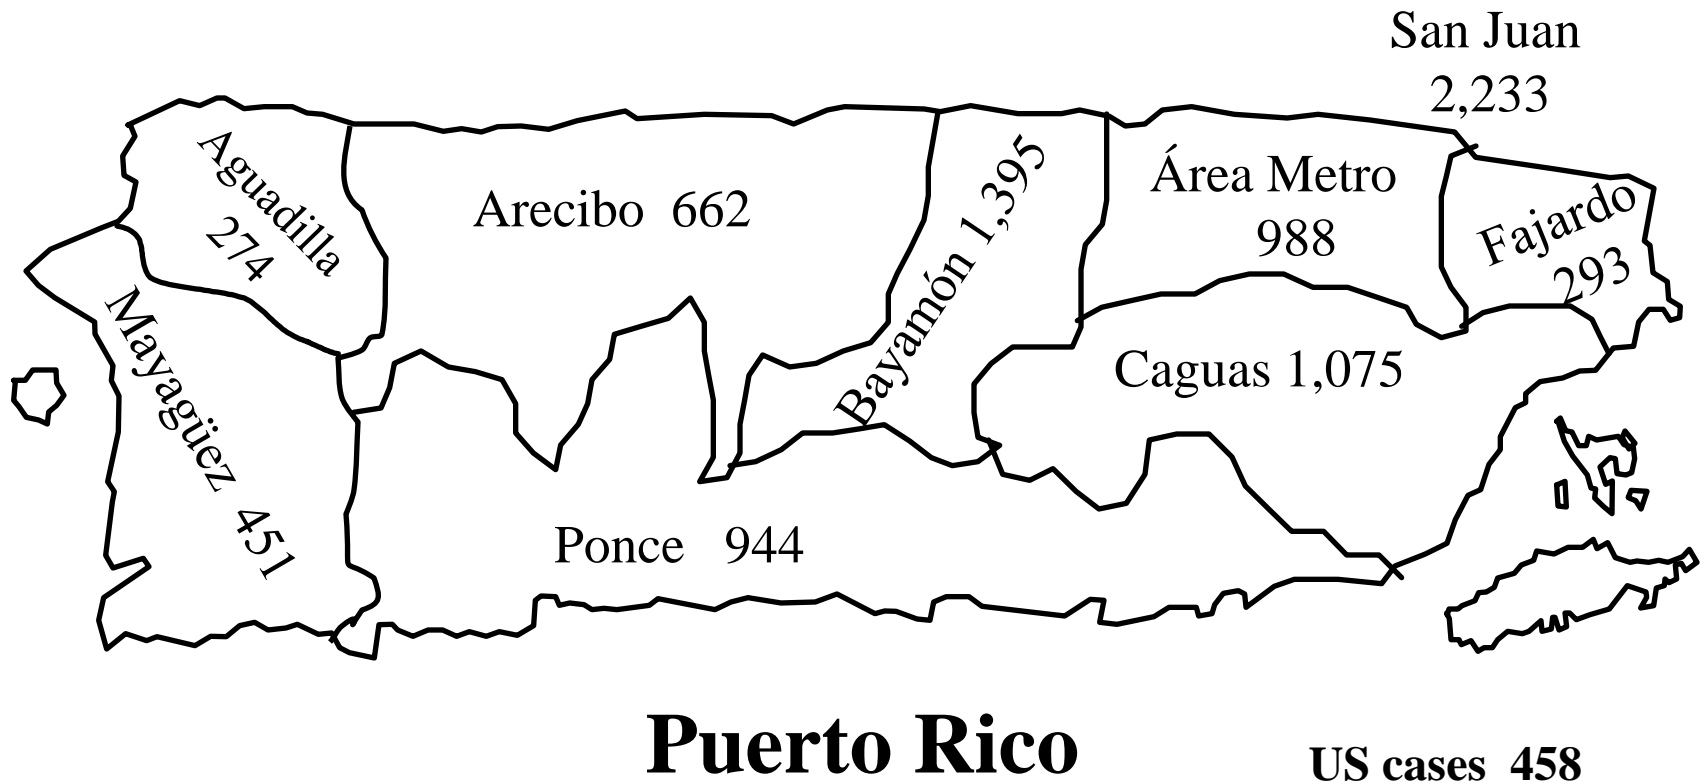 San Juan
2,233
Aguadilla
274
Arecibo 662
Bayamón 1,395
Área Metro
988
Fajardo
293
Mayagüez 451
Caguas 1,075
Ponce 944
Puerto Rico
US cases 458